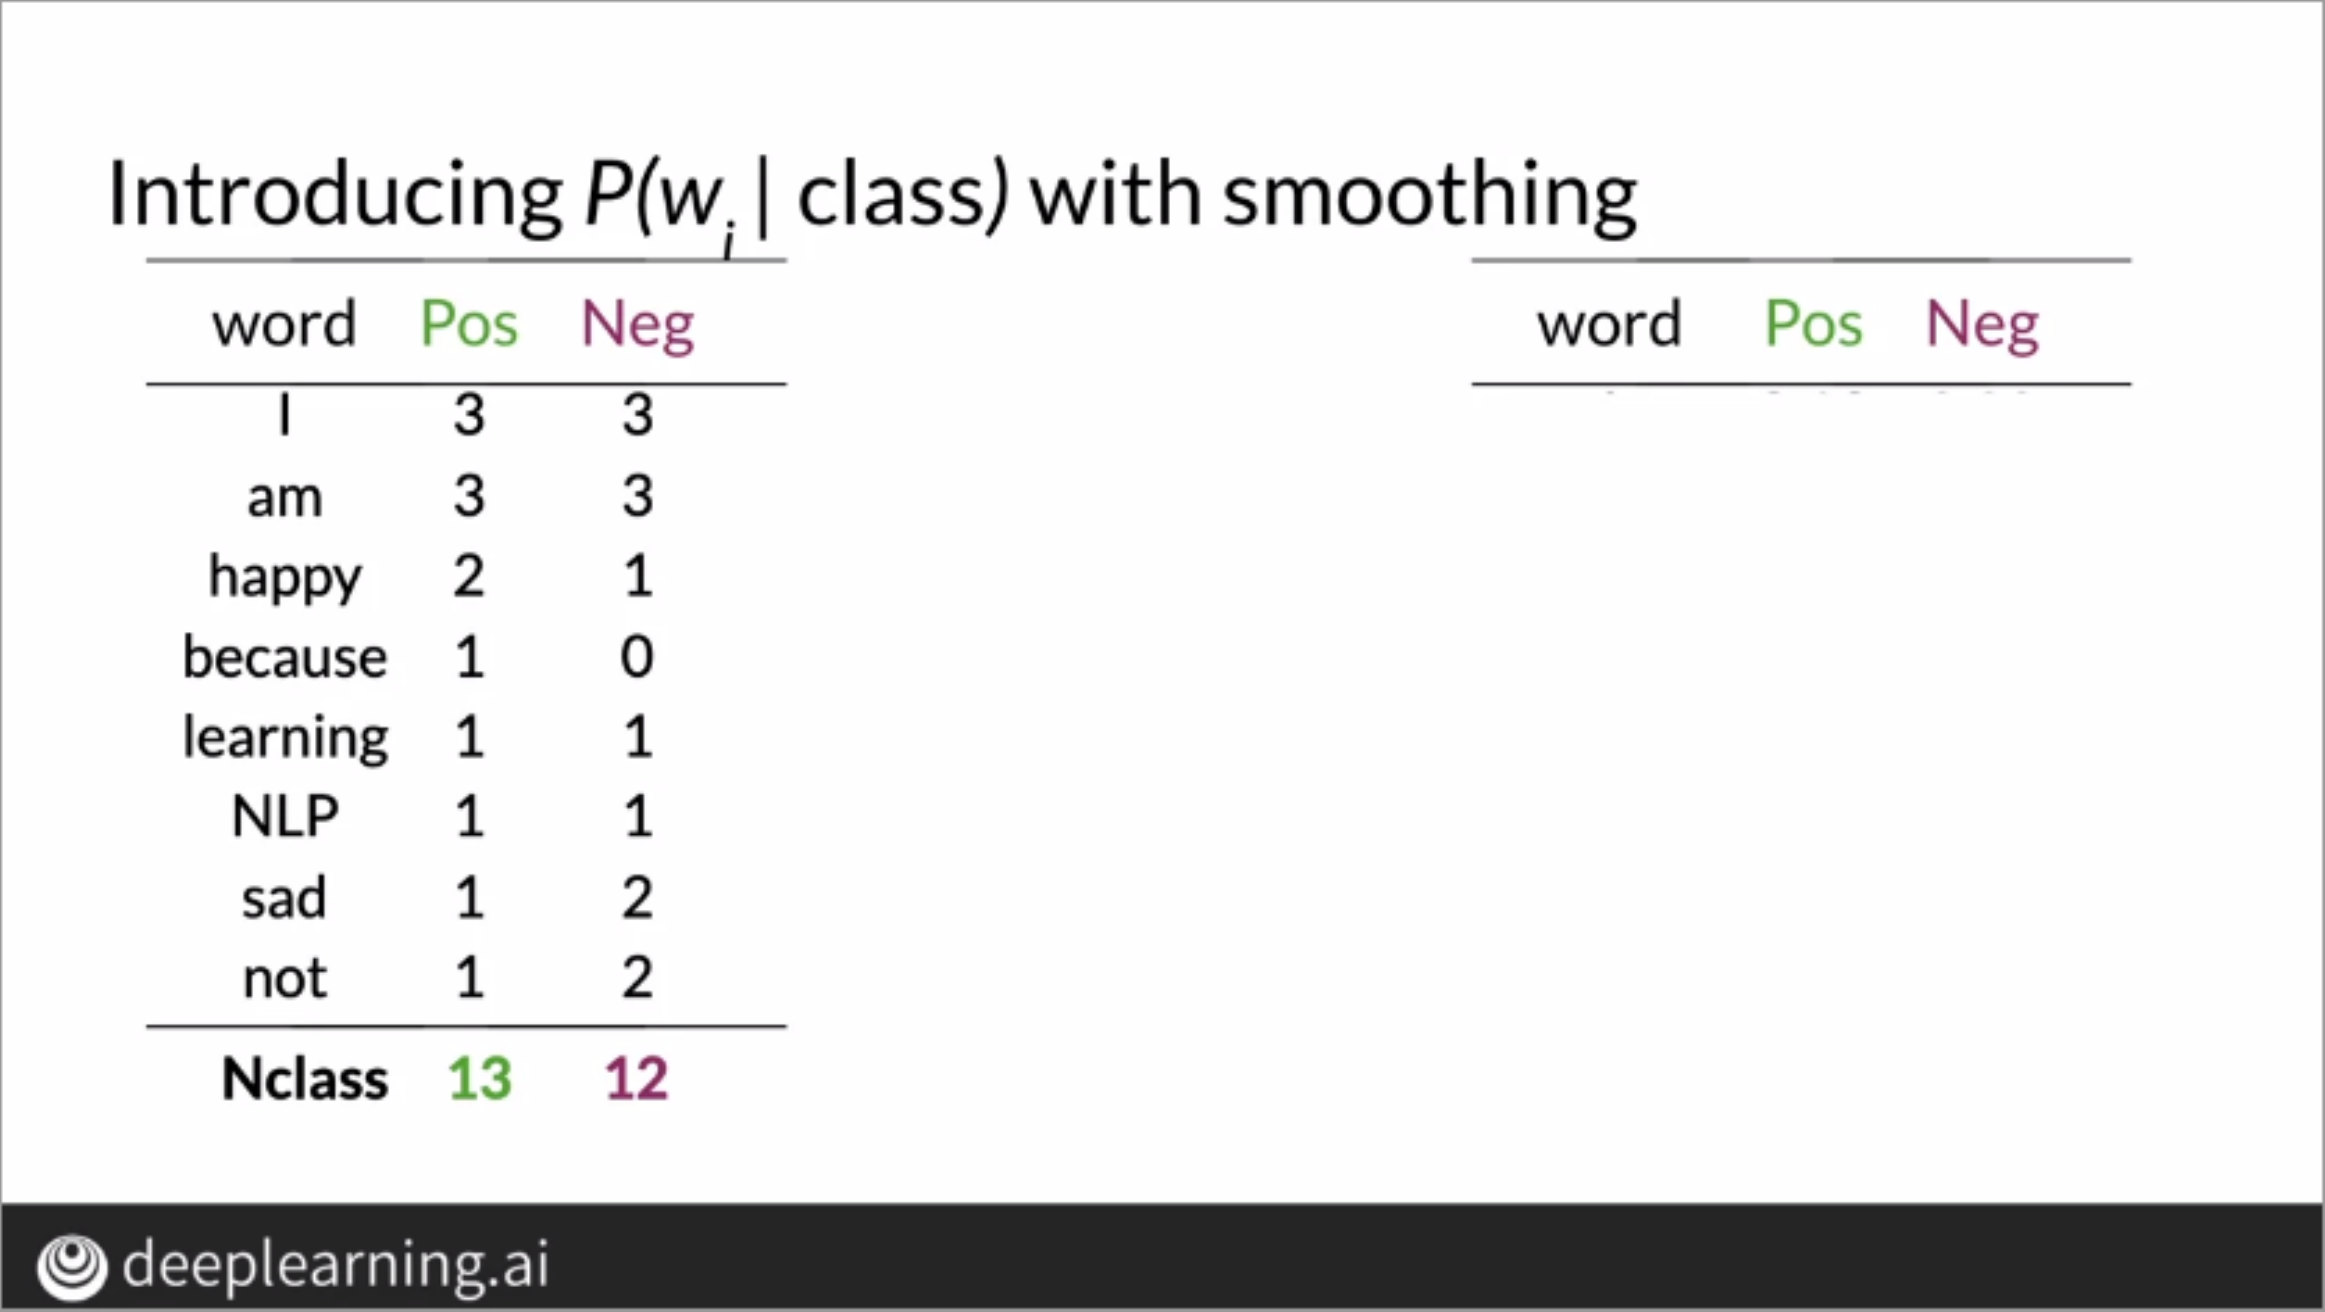 Introducing P(wi | class) with smoothing
word Pos Neg
I 3 3
am 3 3
happy 2 1
because 1 0
learning 1 1
NLP 1 1
sad 1 2
not 1 2
Nclass 13 12
word Pos Neg
deeplearning.ai